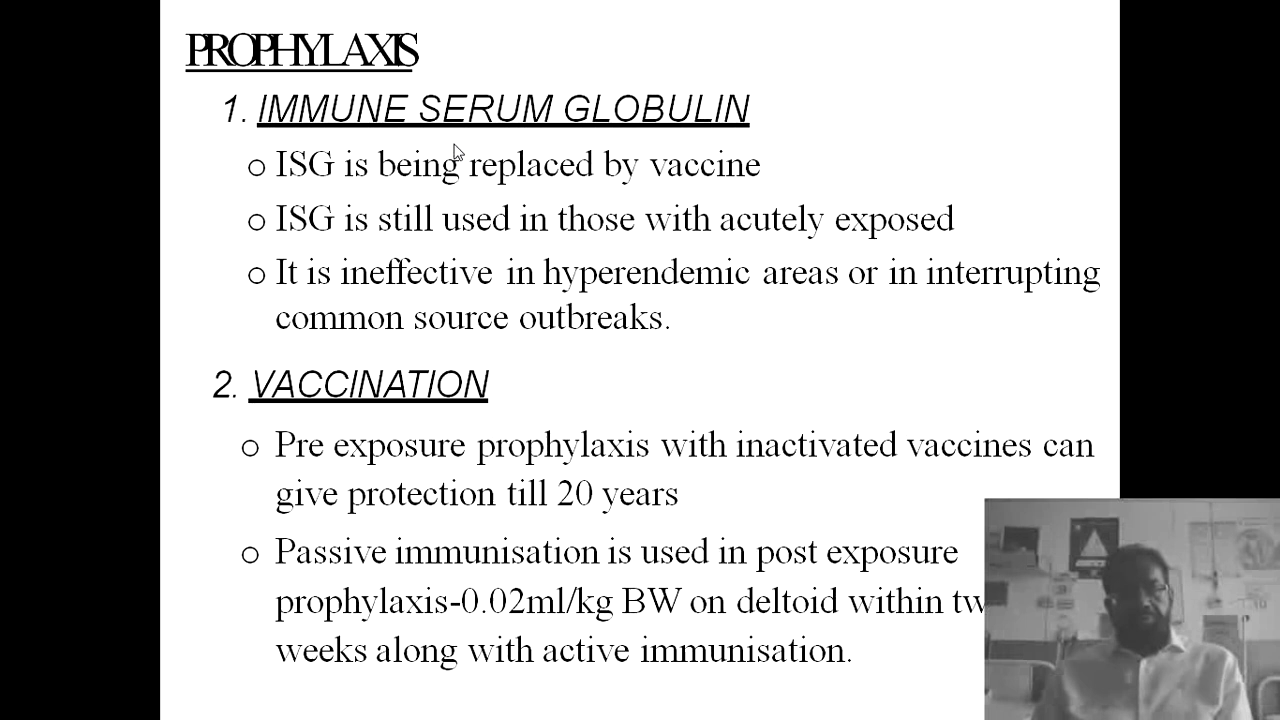 PROPHYLAXIS
1. IMMUNE SERUM GLOBULIN
o ISG is being replaced by vaccine
o ISG is still used in those with acutely exposed
o It is ineffective in hyperendemic areas or in interrupting
common source outbreaks.
2. VACCINATION
o Pre exposure prophylaxis with inactivated vaccines can
give protection till 20 years
o Passive immunisation is used in post exposure
prophylaxis-0.02ml/kg BW on deltoid within tw
weeks along with active immunisation.